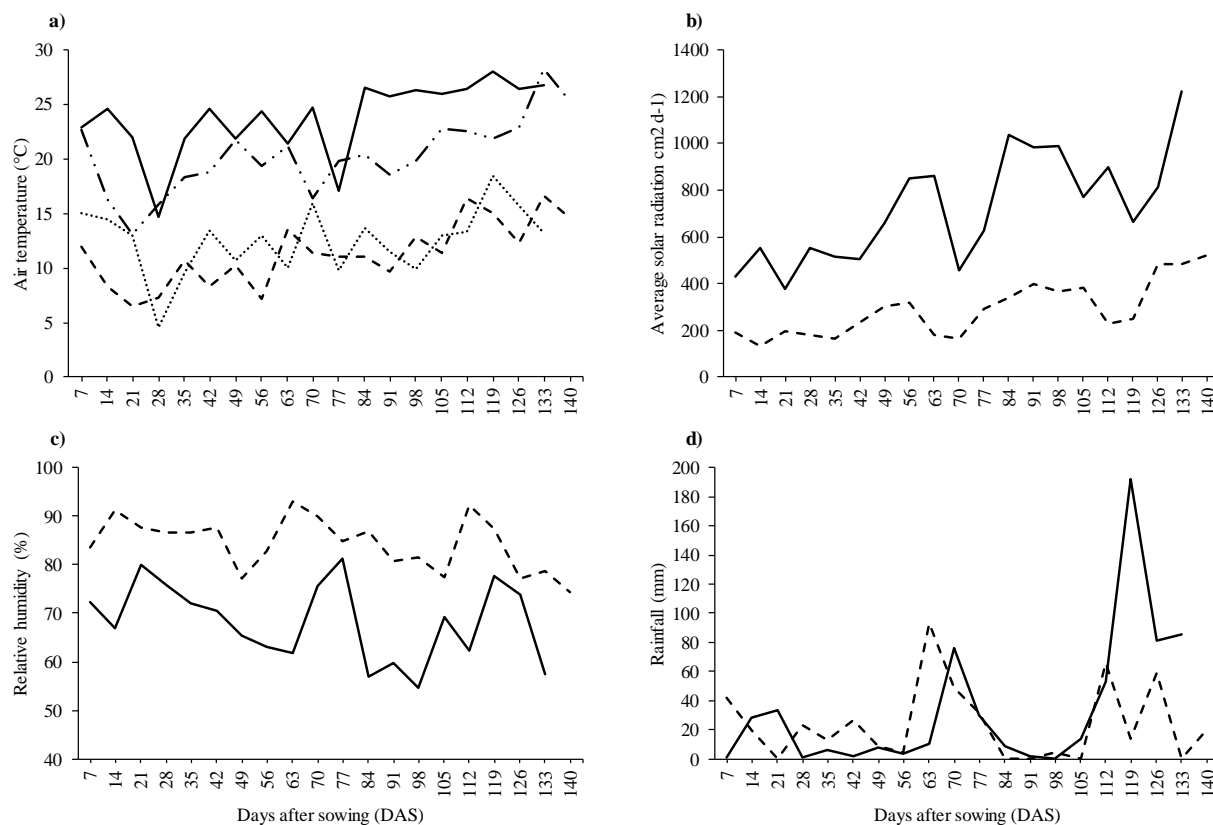 a)
30
25
20
15
10
5
0
Air temperature (°C)
7 14 21 28 35 42 49 56 63 70 77 84 91 98 105 112 119 126 133 140
b)
1400
1200
1000
800
600
400
200
0
Average solar radiation cm2 d-1)
7 14 21 28 35 42 49 56 63 70 77 84 91 98 105 112 119 126 133 140
c)
100
90
80
70
60
50
40
Relative humidity (%)
7 14 21 28 35 42 49 56 63 70 77 84 91 98 105 112 119 126 133 140
Days after sowing (DAS)
d)
200
180
160
140
120
100
80
60
40
20
0
Rainfall (mm)
7 14 21 28 35 42 49 56 63 70 77 84 91 98 105 112 119 126 133 140
Days after sowing (DAS)